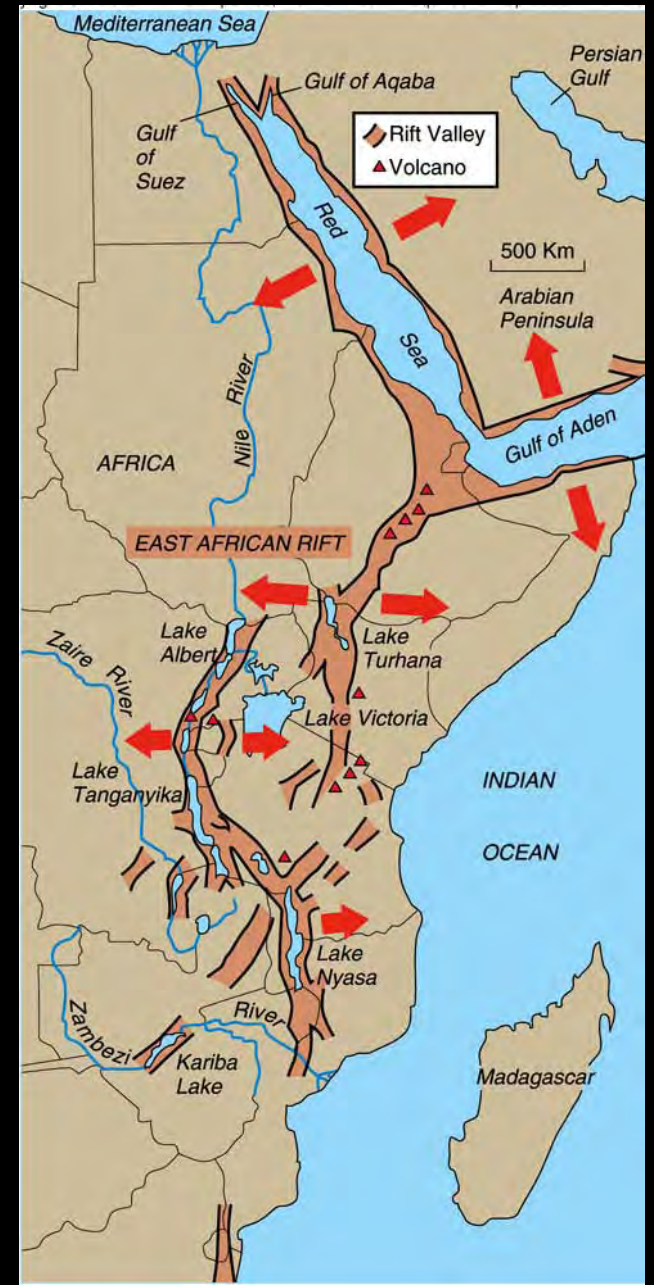 Mediterranean Sea
Persian
Gulf
Gulf of Aqaba
Gulf
of
Suez
Rift Valley
Volcano
Red
Sea
500 Km
Arabian
Peninsula
Nile River
AFRICA
Gulf of Aden
EAST AFRICAN RIFT
Lake
Albert
Lake
Turhana
Zaire River
Lake Victoria
Lake
Tanganyika
INDIAN
OCEAN
Lake
Nyasa
Zambezi
River
Kariba
Lake
Madagascar